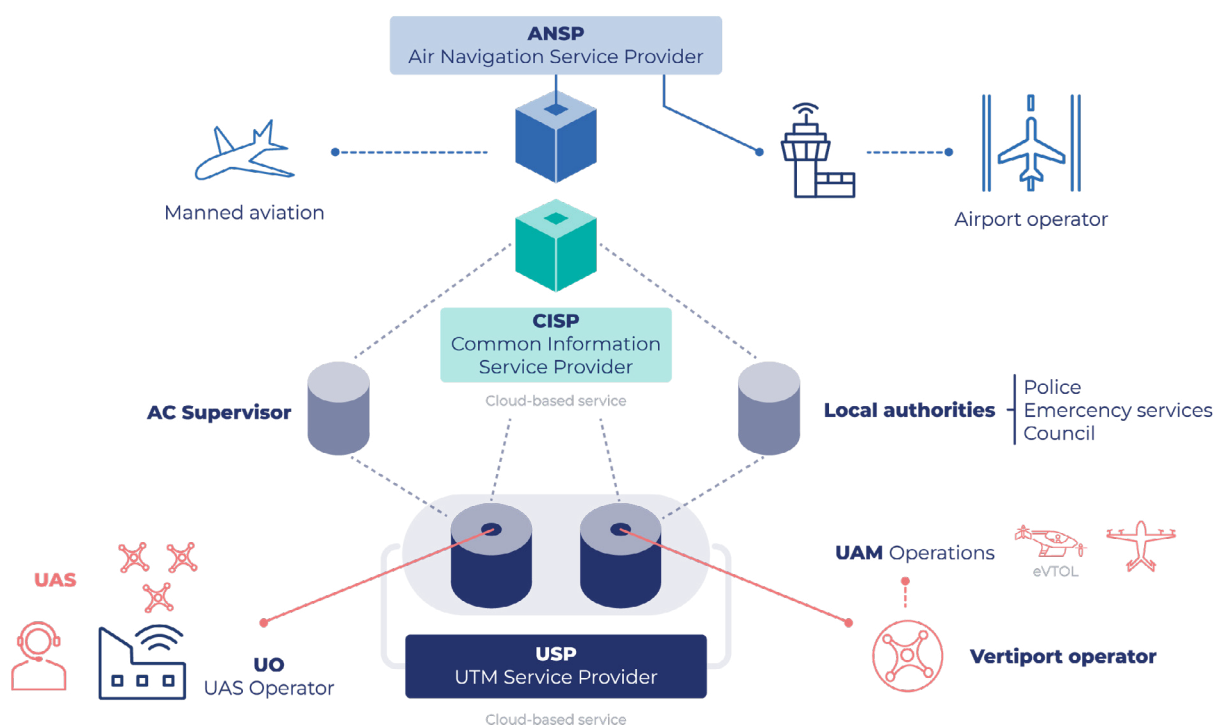 ANSP
Air Navigation Service Provider
Manned aviation
Airport operator
CISP
Common Information
Service Provider
Cloud-based service
AC Supervisor
Local authorities
Police
Emercency services
Council
UAS
UO
UAS Operator
UAM Operations
eVTOL
Vertiport operator
USP
UTM Service Provider
Cloud-based service